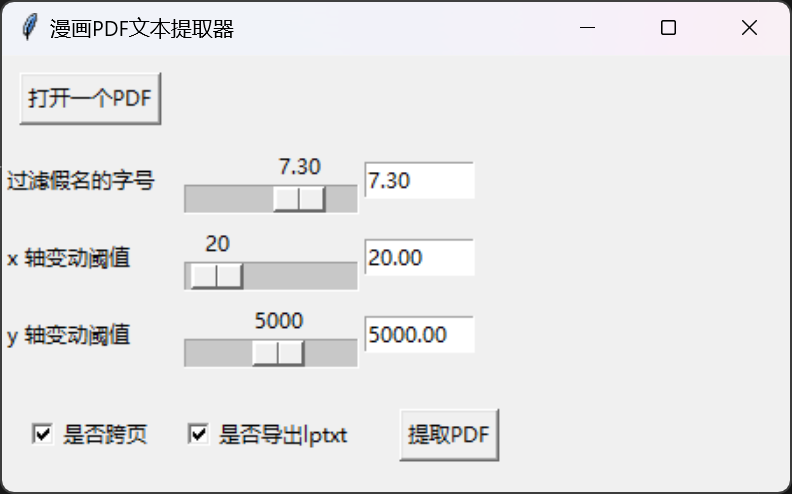 漫画PDF文本提取器
打开一个PDF
过滤假名的字号 7.30 7.30
x 轴变动阈值 20 20.00
y 轴变动阈值 5000 5000.00
是否跨页 是否导出lptxt 提取PDF